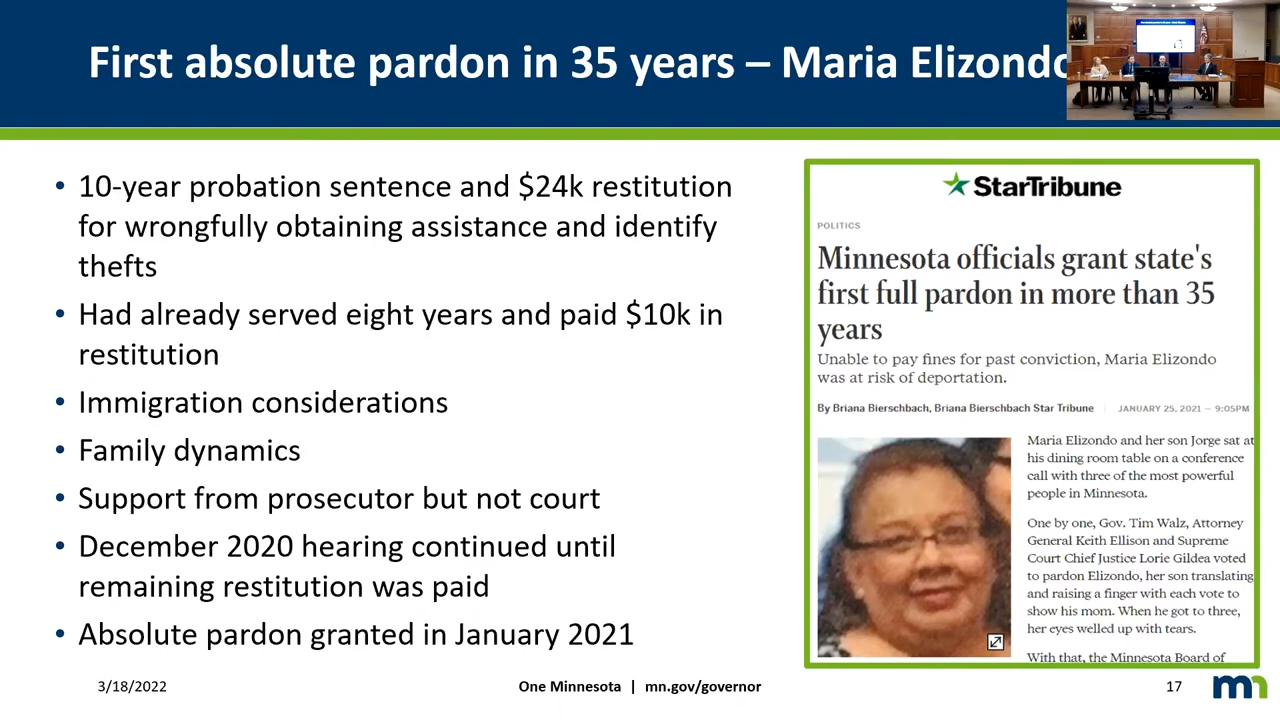 First absolute pardon in 35 years – Maria Elizondo
• 10-year probation sentence and $24k restitution
for wrongfully obtaining assistance and identify
thefts
• Had already served eight years and paid $10k in
restitution
• Immigration considerations
• Family dynamics
• Support from prosecutor but not court
• December 2020 hearing continued until
remaining restitution was paid
• Absolute pardon granted in January 2021
StarTribune
POLITICS
Minnesota officials grant state's
first full pardon in more than 35
years
Unable to pay fines for past conviction, Maria Elizondo
was at risk of deportation.
By Briana Bierschbach, Briana Bierschbach Star Tribune | JANUARY 25, 2021 — 9:05PM
Maria Elizondo and her son Jorge sat at
his dining room table on a conference
call with three of the most powerful
people in Minnesota.
One by one, Gov. Tim Walz, Attorney
General Keith Ellison and Supreme
Court Chief Justice Lorie Gildea voted
to pardon Elizondo, her son translating
and raising a finger with each vote to
show his mom. When he got to three,
her eyes welled up with tears.
With that, the Minnesota Board of
3/18/2022
One Minnesota | mn.gov/governor
17
mn